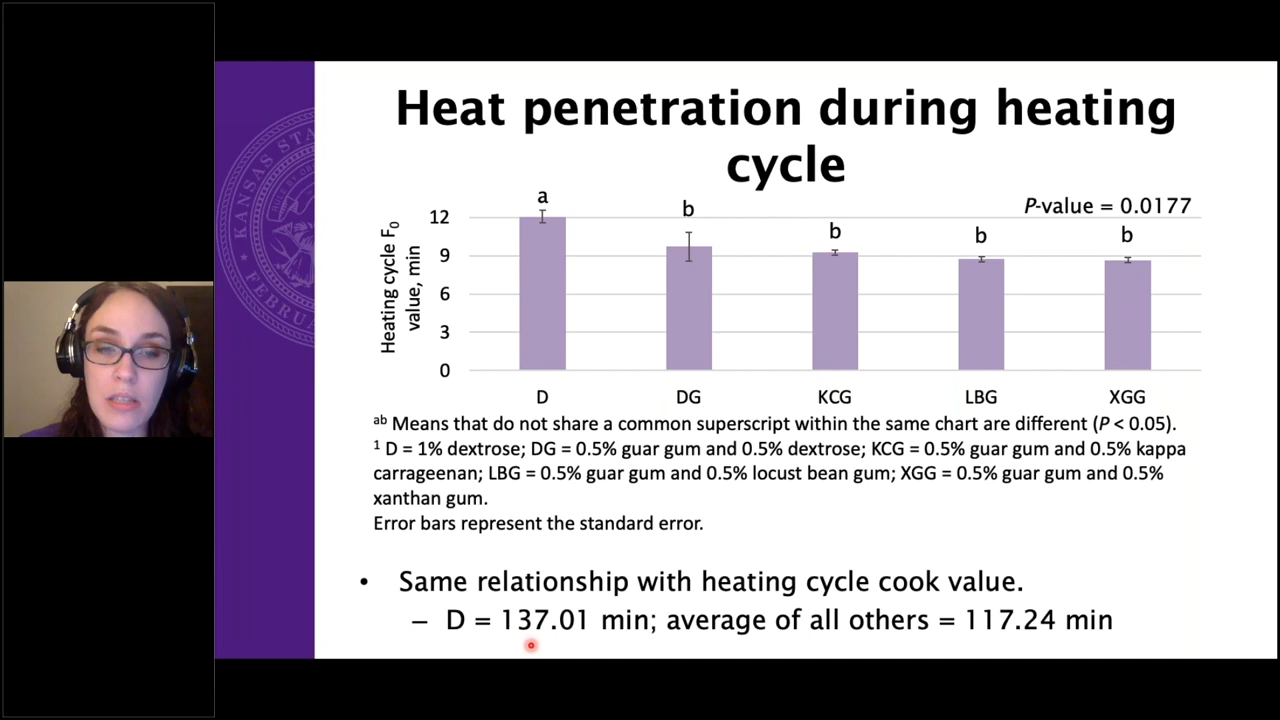 Heat penetration during heating
cycle
P-value = 0.0177
a
b
b
b
b
Heating cycle F0
value, min
12
9
6
3
0
D
DG
KCG
LBG
XGG
ab Means that do not share a common superscript within the same chart are different (P < 0.05).
1 D = 1% dextrose; DG = 0.5% guar gum and 0.5% dextrose; KCG = 0.5% guar gum and 0.5% kappa
carrageenan; LBG = 0.5% guar gum and 0.5% locust bean gum; XGG = 0.5% guar gum and 0.5%
xanthan gum.
Error bars represent the standard error.
• Same relationship with heating cycle cook value.
– D = 137.01 min; average of all others = 117.24 min
KANSAS STA
FEBRU